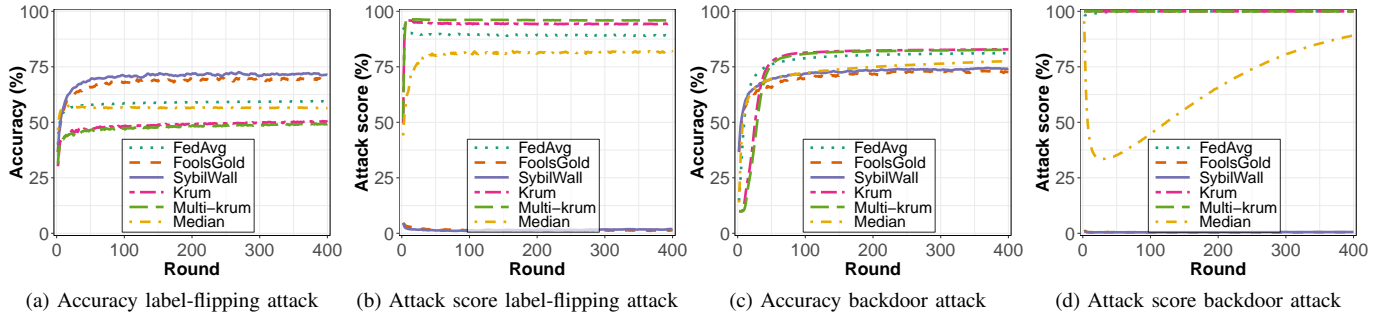 Accuracy (%)
100
75
50
25
0
FedAvg
FoolsGold
SybilWall
Krum
Multi-krum
Median
0 100 200 300 400
Round
(a) Accuracy label-flipping attack
Attack score (%)
100
75
50
25
0
FedAvg
FoolsGold
SybilWall
Krum
Multi-krum
Median
0 100 200 300 400
Round
(b) Attack score label-flipping attack
Accuracy (%)
100
75
50
25
0
FedAvg
FoolsGold
SybilWall
Krum
Multi-krum
Median
0 100 200 300 400
Round
(c) Accuracy backdoor attack
Attack score (%)
100
75
50
25
0
FedAvg
FoolsGold
SybilWall
Krum
Multi-krum
Median
0 100 200 300 400
Round
(d) Attack score backdoor attack